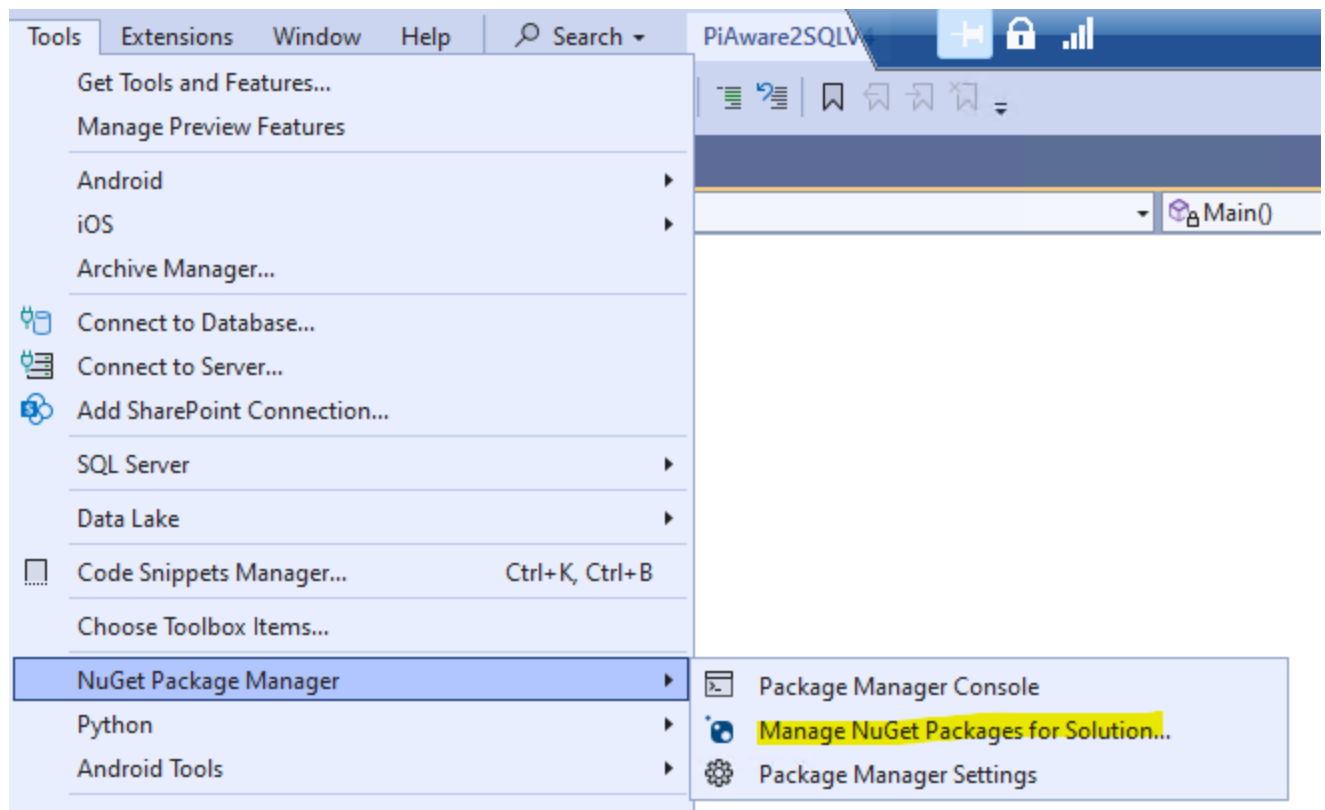 Tools Extensions Window Help Search PiAware2SQLV
Get Tools and Features...
Manage Preview Features
Android
iOS
Archive Manager...
Connect to Database...
Connect to Server...
Add SharePoint Connection...
SQL Server
Data Lake
Code Snippets Manager... Ctrl+K, Ctrl+B
Choose Toolbox Items...
NuGet Package Manager
Python
Android Tools
Main()
Package Manager Console
Manage NuGet Packages for Solution...
Package Manager Settings